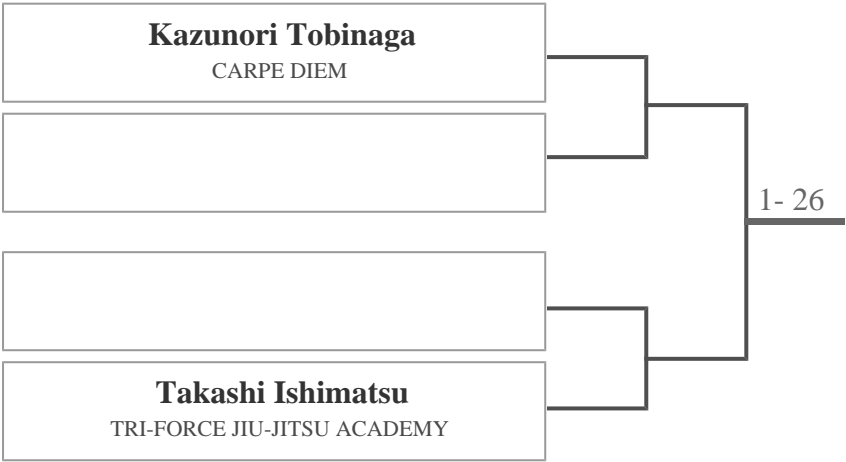 Kazunori Tobinaga
CARPE DIEM
1- 26
Takashi Ishimatsu
TRI-FORCE JIU-JITSU ACADEMY